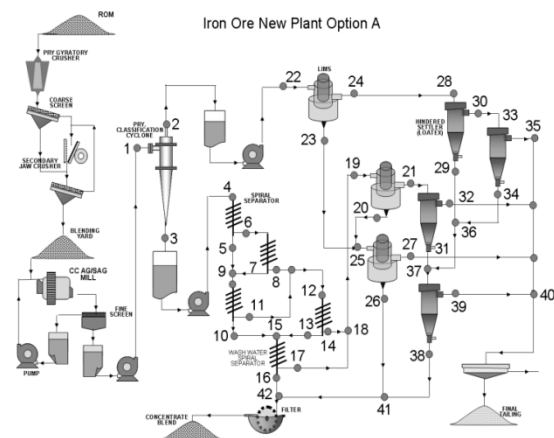 Iron Ore New Plant Option A
ROM
PRY GYRATORY
CRUSHER
COARSE
SCREEN
SECONDARY
JAW CRUSHER
BLENDING
YARD
CC AG/SAG
MILL
FINE
SCREEN
PUMP
PRY. CLASSIFICATION
CYCLONE
1
2
3
4
SPIRAL
SEPARATOR
5
6
7
8
9
10
11
12
13
14
15
16
17
18
WASH WATER
SPIRAL
SEPARATOR
42
FILTER
CONCENTRATE
BLEND
22
LIMS
24
23
19
21
20
25
27
26
28
HINDERED
SETTLER
(LOATEX)
30
33
35
29
34
32
36
31
37
39
40
38
41
FINAL
TAILING